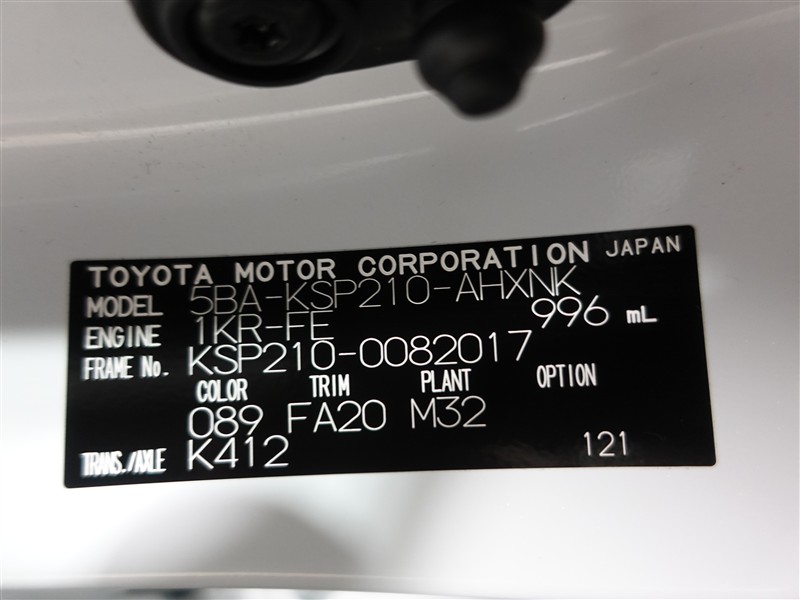 TOYOTA MOTOR CORPORATION JAPAN
MODEL 5BA-KSP210-AHXNK
ENGINE 1KR-FE 996 mL
FRAME No. KSP210-0082017
COLOR TRIM PLANT OPTION
089 FA20 M32
TRANS./AXLE K412 121